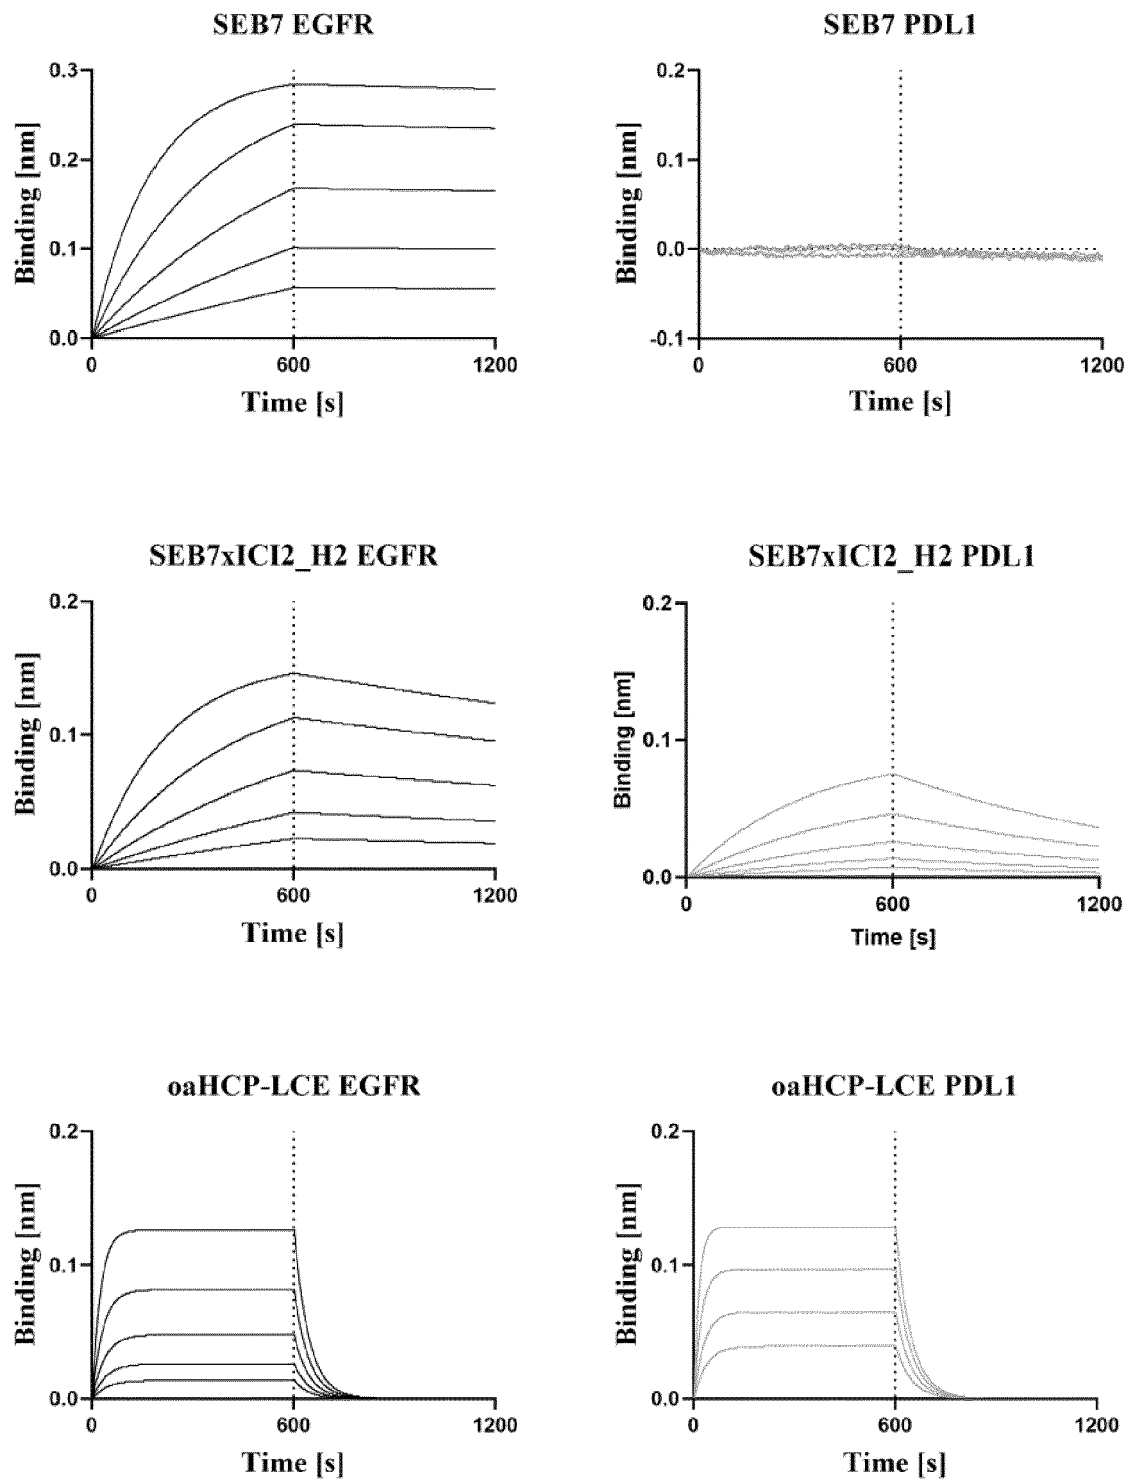 SEB7 EGFR
Binding [nm]
0.3
0.2
0.1
0.0
0
600
1200
Time [s]
SEB7 PDL1
Binding [nm]
0.2
0.1
0.0
-0.1
0
600
1200
Time [s]
SEB7xICI2_H2 EGFR
Binding [nm]
0.2
0.1
0.0
0
600
1200
Time [s]
SEB7xICI2_H2 PDL1
Binding [nm]
0.2
0.1
0.0
0
600
1200
Time [s]
oaHCP-LCE EGFR
Binding [nm]
0.2
0.1
0.0
0
600
1200
Time [s]
oaHCP-LCE PDL1
Binding [nm]
0.2
0.1
0.0
0
600
1200
Time [s]